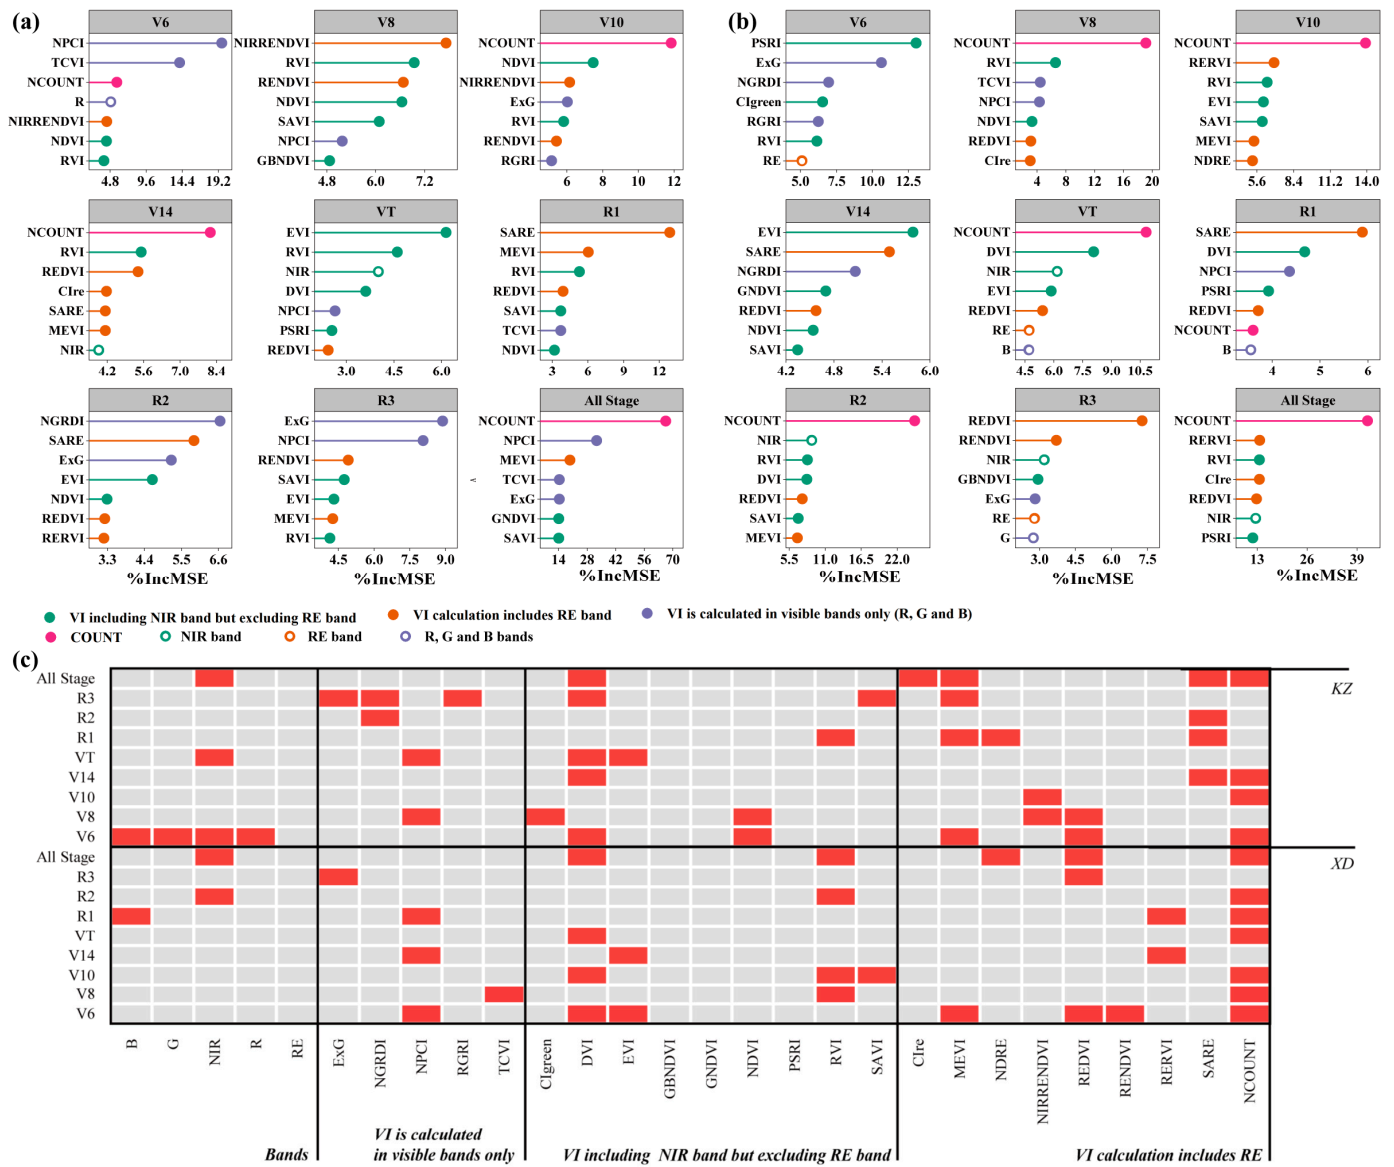 (a)
V6
NPCI
TCVI
NCOUNT
R
NIRRENDVI
NDVI
RVI
4.8 9.6 14.4 19.2
V8
NIRRENDVI
RVI
RENDVI
NDVI
SAVI
NPCI
GBNDVI
4.8 6.0 7.2
V10
NCOUNT
NDVI
NIRRENDVI
ExG
RVI
RENDVI
RGRI
6 8 10 12
V14
NCOUNT
RVI
REDVI
CIre
SARE
MEVI
NIR
4.2 5.6 7.0 8.4
VT
EVI
RVI
NIR
DVI
NPCI
PSRI
REDVI
3.0 4.5 6.0
R1
SARE
MEVI
RVI
REDVI
SAVI
TCVI
NDVI
3 6 9 12
R2
NGRDI
SARE
ExG
EVI
NDVI
REDVI
RERVI
3.3 4.4 5.5 6.6
%IncMSE
R3
ExG
NPCI
RENDVI
SAVI
EVI
MEVI
RVI
4.5 6.0 7.5 9.0
%IncMSE
All Stage
NCOUNT
NPCI
MEVI
TCVI
ExG
GNDVI
SAVI
14 28 42 56 70
%IncMSE
(b)
V6
PSRI
ExG
NGRDI
CIgreen
RGRI
RVI
RE
5.0 7.5 10.0 12.5
V8
NCOUNT
RVI
TCVI
NPCI
NDVI
REDVI
CIre
4 8 12 16 20
V10
NCOUNT
RERVI
RVI
EVI
SAVI
MEVI
NDRE
5.6 8.4 11.2 14.0
V14
EVI
SARE
NGRDI
GNDVI
REDVI
NDVI
SAVI
4.2 4.8 5.4 6.0
VT
NCOUNT
DVI
NIR
EVI
REDVI
RE
B
4.5 6.0 7.5 9.0 10.5
R1
SARE
DVI
NPCI
PSRI
REDVI
NCOUNT
B
4 5 6
R2
NCOUNT
NIR
RVI
DVI
REDVI
SAVI
MEVI
5.5 11.0 16.5 22.0
%IncMSE
R3
REDVI
RENDVI
NIR
GBNDVI
ExG
RE
G
3.0 4.5 6.0 7.5
%IncMSE
All Stage
NCOUNT
RERVI
RVI
CIre
REDVI
NIR
PSRI
13 26 39
%IncMSE
VI including NIR band but excluding RE band
VI calculation includes RE band
VI is calculated in visible bands only (R, G and B)
COUNT
NIR band
RE band
R, G and B bands
(c)
All Stage
R3
R2
R1
VT
V14
V10
V8
V6
KZ
All Stage
R3
R2
R1
VT
V14
V10
V8
V6
XD
B
G
NIR
R
RE
ExG
NGRDI
NPCI
RGRI
TCVI
CIgreen
DVI
EVI
GBNDVI
GNDVI
NDVI
PSRI
RVI
SAVI
CIre
MEVI
NDRE
NIRRENDVI
REDVI
RENDVI
RERVI
SARE
NCOUNT
Bands
VI is calculated
in visible bands only
VI including NIR band but excluding RE band
VI calculation includes RE